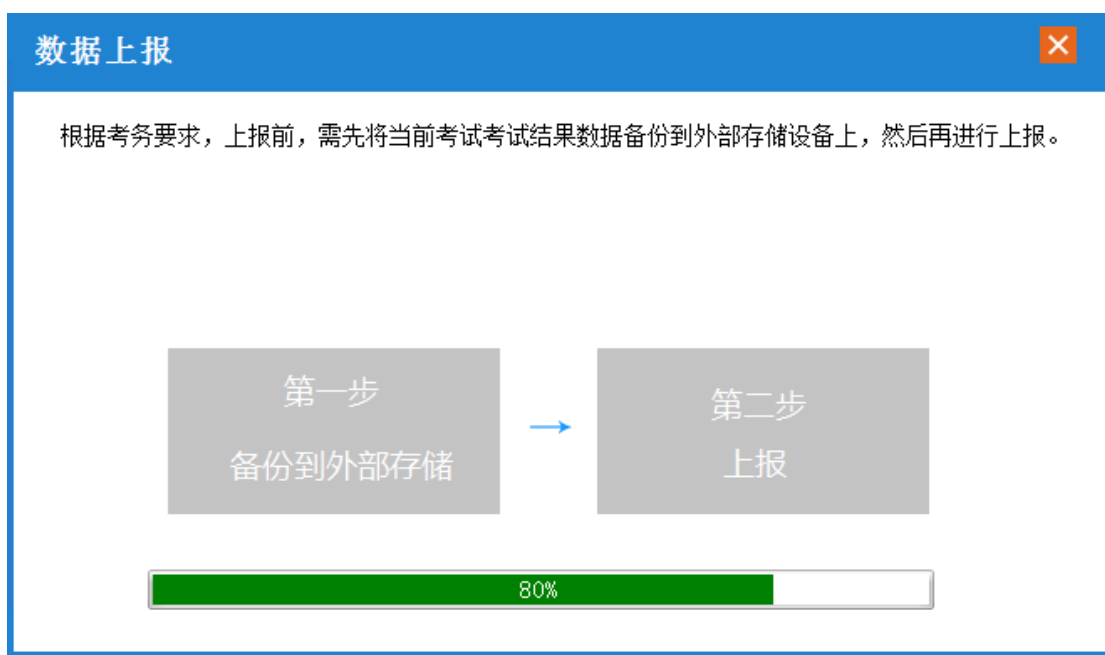 数据上报
根据考务要求，上报前，需先将当前考试考试结果数据备份到外部存储设备上，然后再进行上报。
第一步
备份到外部存储
第二步
上报
80%